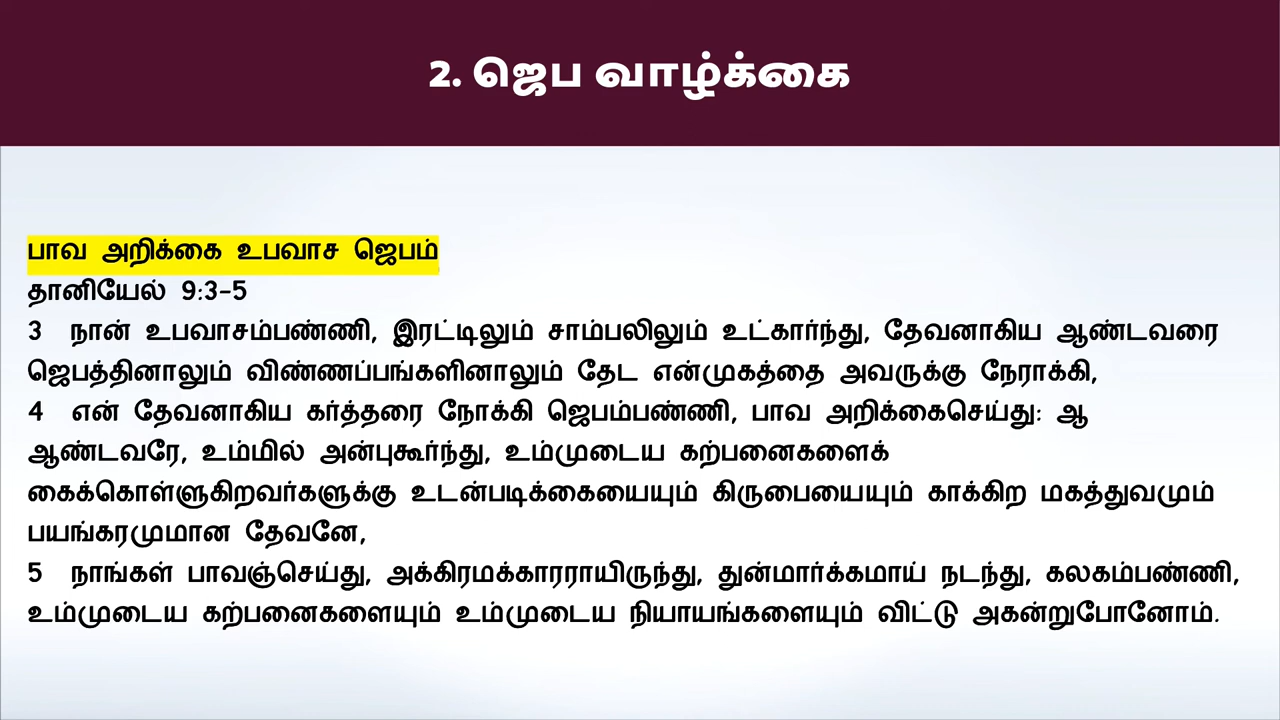 2. ஜெப வாழ்க்கை
பாவ அறிக்கை உபவாச ஜெபம்
தானியேல் 9:3-5
3 நான் உபவாசம்பண்ணி, இரட்டிலும் சாம்பலிலும் உட்கார்ந்து, தேவனாகிய ஆண்டவரை
ஜெபத்தினாலும் விண்ணப்பங்களினாலும் தேட என்முகத்தை அவருக்கு நேராக்கி,
4 என் தேவனாகிய கர்த்தரை நோக்கி ஜெபம்பண்ணி, பாவ அறிக்கைசெய்து: ஆ
ஆண்டவரே, உம்மில் அன்புகூர்ந்து, உம்முடைய கற்பனைகளைக்
கைக்கொள்ளுகிறவர்களுக்கு உடன்படிக்கையையும் கிருபையையும் காக்கிற மகத்துவமும்
பயங்கரமுமான தேவனே,
5 நாங்கள் பாவஞ்செய்து, அக்கிரமக்காரராயிருந்து, துன்மார்க்கமாய் நடந்து, கலகம்பண்ணி,
உம்முடைய கற்பனைகளையும் உம்முடைய நியாயங்களையும் விட்டு அகன்றுபோனோம்.